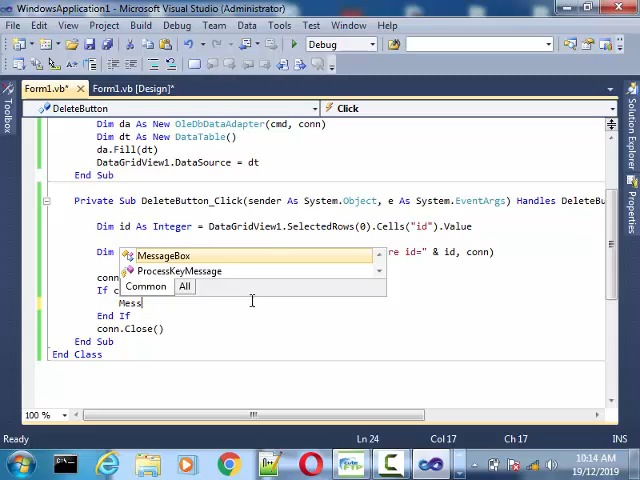 WindowsApplication1 - Microsoft Visual Studio (Administrator)
File Edit View Project Build Debug Team Data Tools Test Window Help
Debug
Form1.vb* Form1.vb [Design]*
DeleteButton Click
Toolbox
Solution Explorer
Properties
Dim da As New OleDbDataAdapter(cmd, conn)
Dim dt As New DataTable()
da.Fill(dt)
DataGridView1.DataSource = dt
End Sub
Private Sub DeleteButton_Click(sender As System.Object, e As System.EventArgs) Handles DeleteBu
Dim id As Integer = DataGridView1.SelectedRows(0).Cells("id").Value
Dim re id=" & id, conn)
MessageBox
ProcessKeyMessage
Common All
conn
If c
Mess
End If
conn.Close()
End Sub
End Class
100 %
Ready Ln 24 Col 17 Ch 17 INS
10:14 AM
19/12/2019